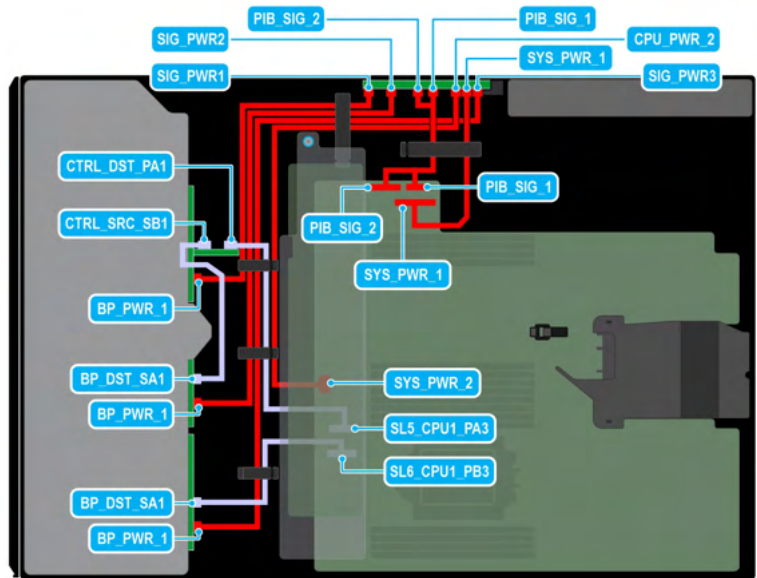 PIB_SIG_2
PIB_SIG_1
SIG_PWR2
CPU_PWR_2
SYS_PWR_1
SIG_PWR1
SIG_PWR3
CTRL_DST_PA1
PIB_SIG_1
CTRL_SRC_SB1
PIB_SIG_2
SYS_PWR_1
BP_PWR_1
BP_DST_SA1
SYS_PWR_2
BP_PWR_1
SL5_CPU1_PA3
SL6_CPU1_PB3
BP_DST_SA1
BP_PWR_1